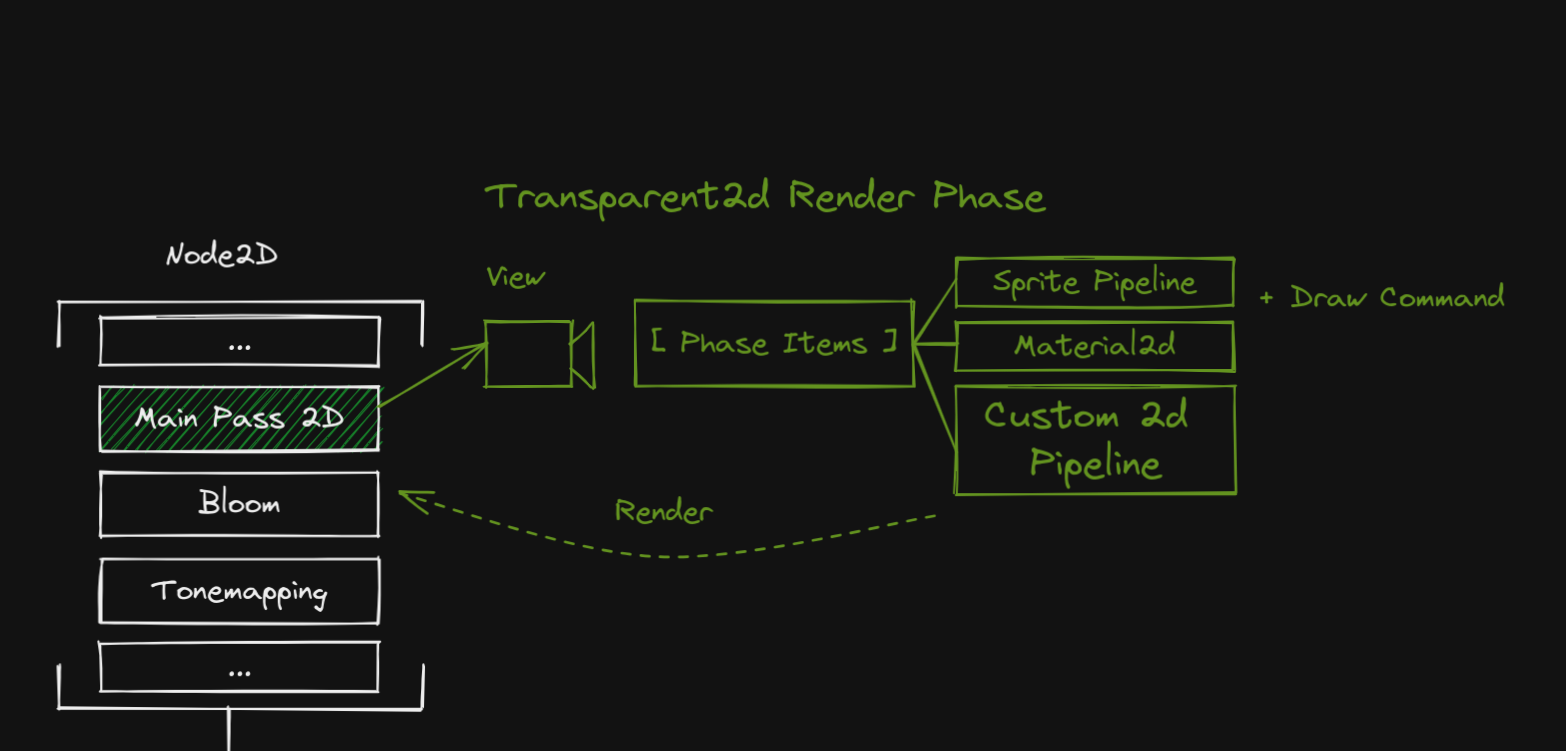 Transparent2d Render Phase
Node2D
...
Main Pass 2D
Bloom
Tonemapping
...
View
[ Phase Items ]
Sprite Pipeline
+ Draw Command
Material2d
Custom 2d
Pipeline
Render